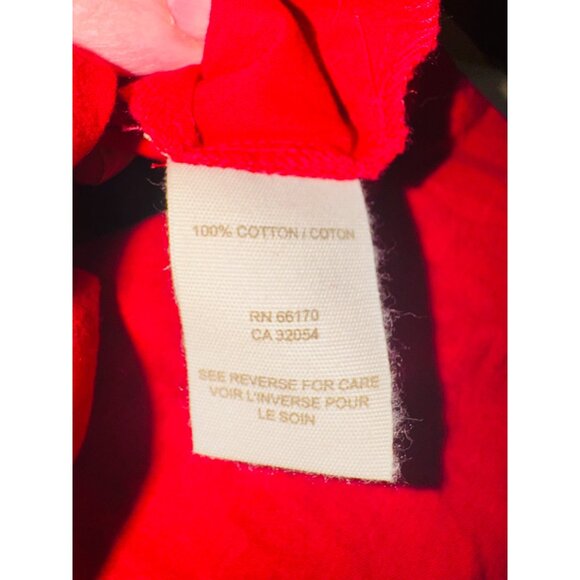 100% COTTON / COTON
RN 66170
CA 32054
SEE REVERSE FOR CARE
VOIR L'INVERSE POUR
LE SOIN